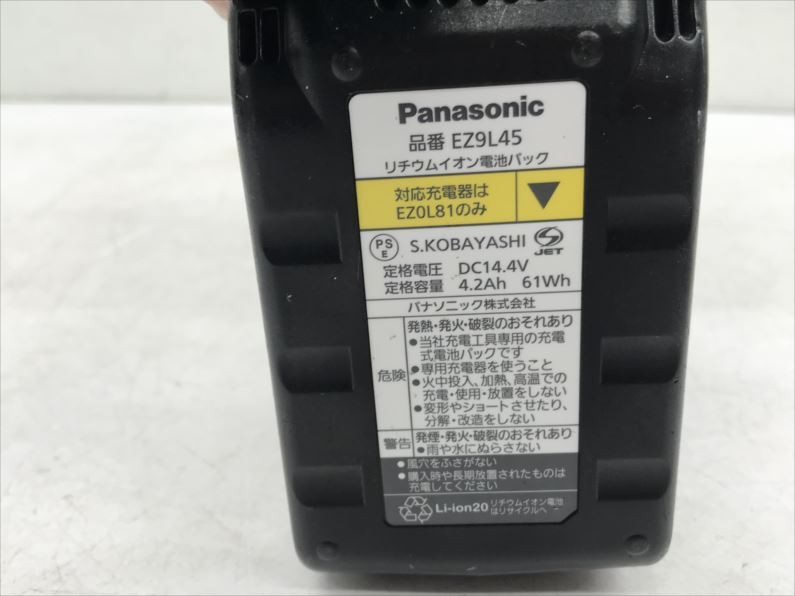 Panasonic
品番 EZ9L45
リチウムイオン電池パック
対応充電器は
EZ0L81のみ
PS
E S.KOBAYASHI JET
定格電圧 DC14.4V
定格容量 4.2Ah 61Wh
パナソニック株式会社
危険
発熱・発火・破裂のおそれあり
●当社充電工具専用の充電
式電池パックです
●専用充電器を使うこと
●火中投入、加熱、高温での
充電・使用・放置をしない
●変形やショートさせたり、
分解・改造をしない
警告
発煙・発火・破裂のおそれあり
●雨や水にぬらさない
●風穴をふさがない
●購入時や長期放置されたものは
充電してください
Li-ion20 リチウムイオン電池
はリサイクルへ